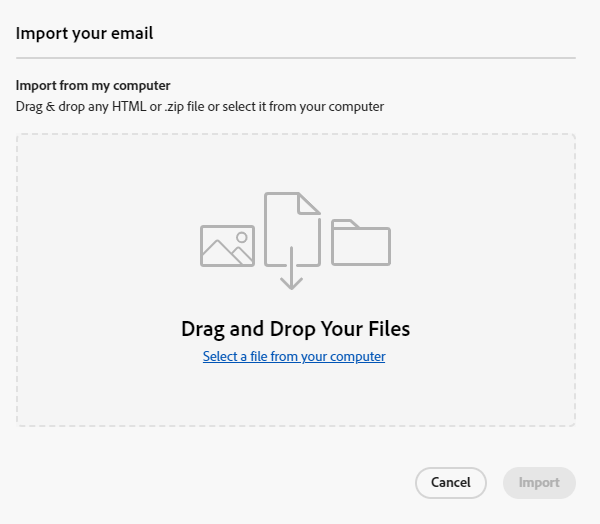 Import your email
Import from my computer
Drag & drop any HTML or .zip file or select it from your computer
Drag and Drop Your Files
Select a file from your computer
Cancel
Import